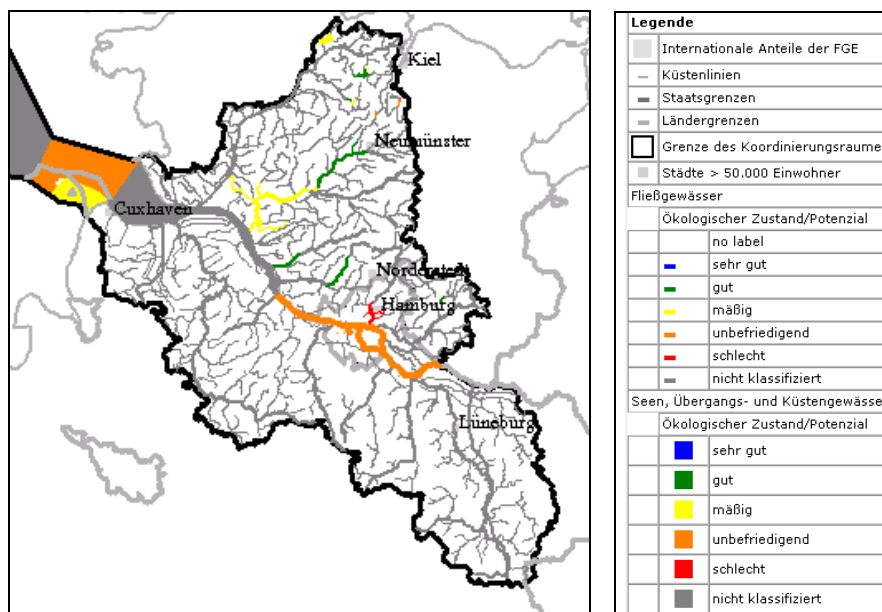 Kiel
Neumünster
Cuxhaven
Norderstedt
Hamburg
Lüneburg
Legende
Internationale Anteile der FGE
Küstenlinien
Staatsgrenzen
Ländergrenzen
Grenze des Koordinierungsraume
Städte > 50.000 Einwohner
Fließgewässer
Ökologischer Zustand/Potenzial
no label
sehr gut
gut
mäßig
unbefriedigend
schlecht
nicht klassifiziert
Seen, Übergangs- und Küstengewässe
Ökologischer Zustand/Potenzial
sehr gut
gut
mäßig
unbefriedigend
schlecht
nicht klassifiziert